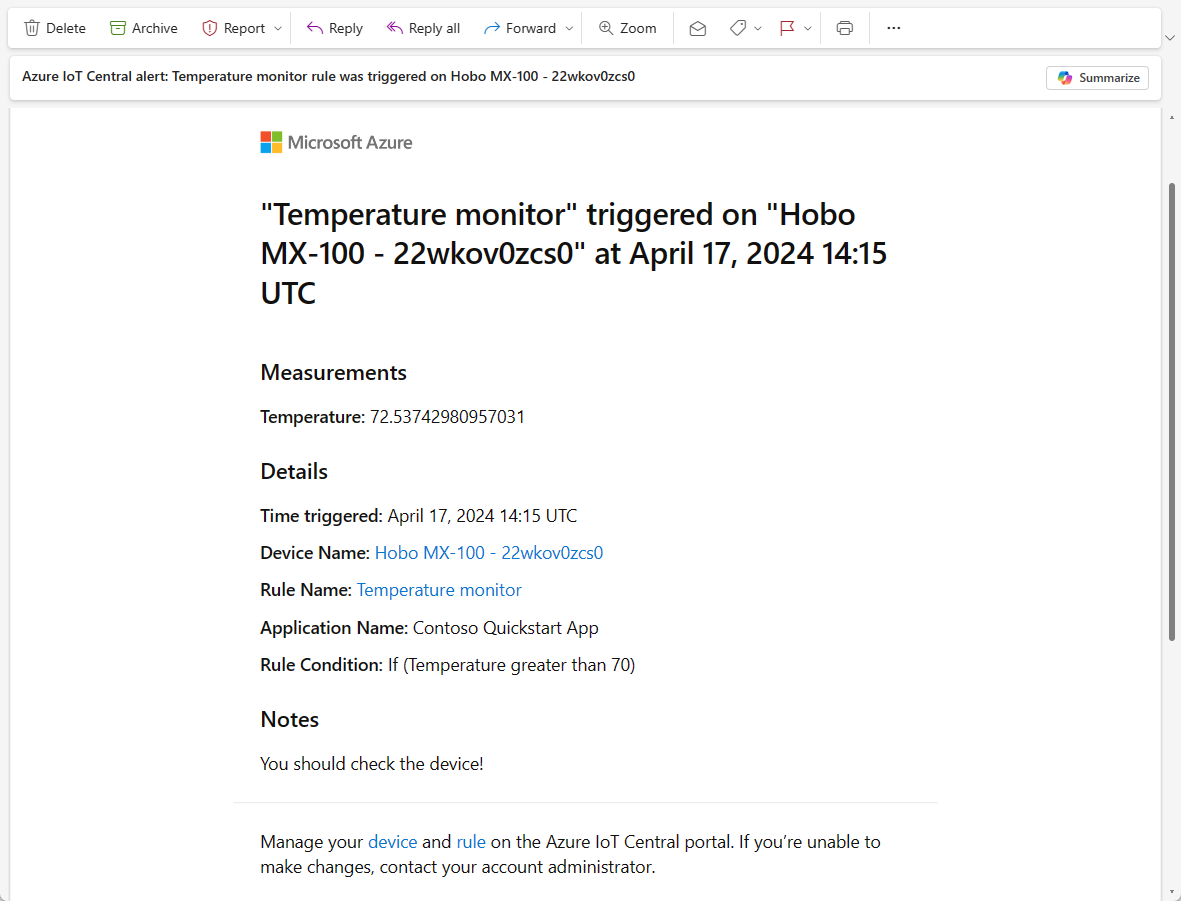 Delete Archive Report Reply Reply all Forward Zoom ...
Azure IoT Central alert: Temperature monitor rule was triggered on Hobo MX-100 - 22wkov0zcs0 Summarize
Microsoft Azure
"Temperature monitor" triggered on "Hobo
MX-100 - 22wkov0zcs0" at April 17, 2024 14:15
UTC
Measurements
Temperature: 72.53742980957031
Details
Time triggered: April 17, 2024 14:15 UTC
Device Name: Hobo MX-100 - 22wkov0zcs0
Rule Name: Temperature monitor
Application Name: Contoso Quickstart App
Rule Condition: If (Temperature greater than 70)
Notes
You should check the device!
Manage your device and rule on the Azure IoT Central portal. If you’re unable to
make changes, contact your account administrator.